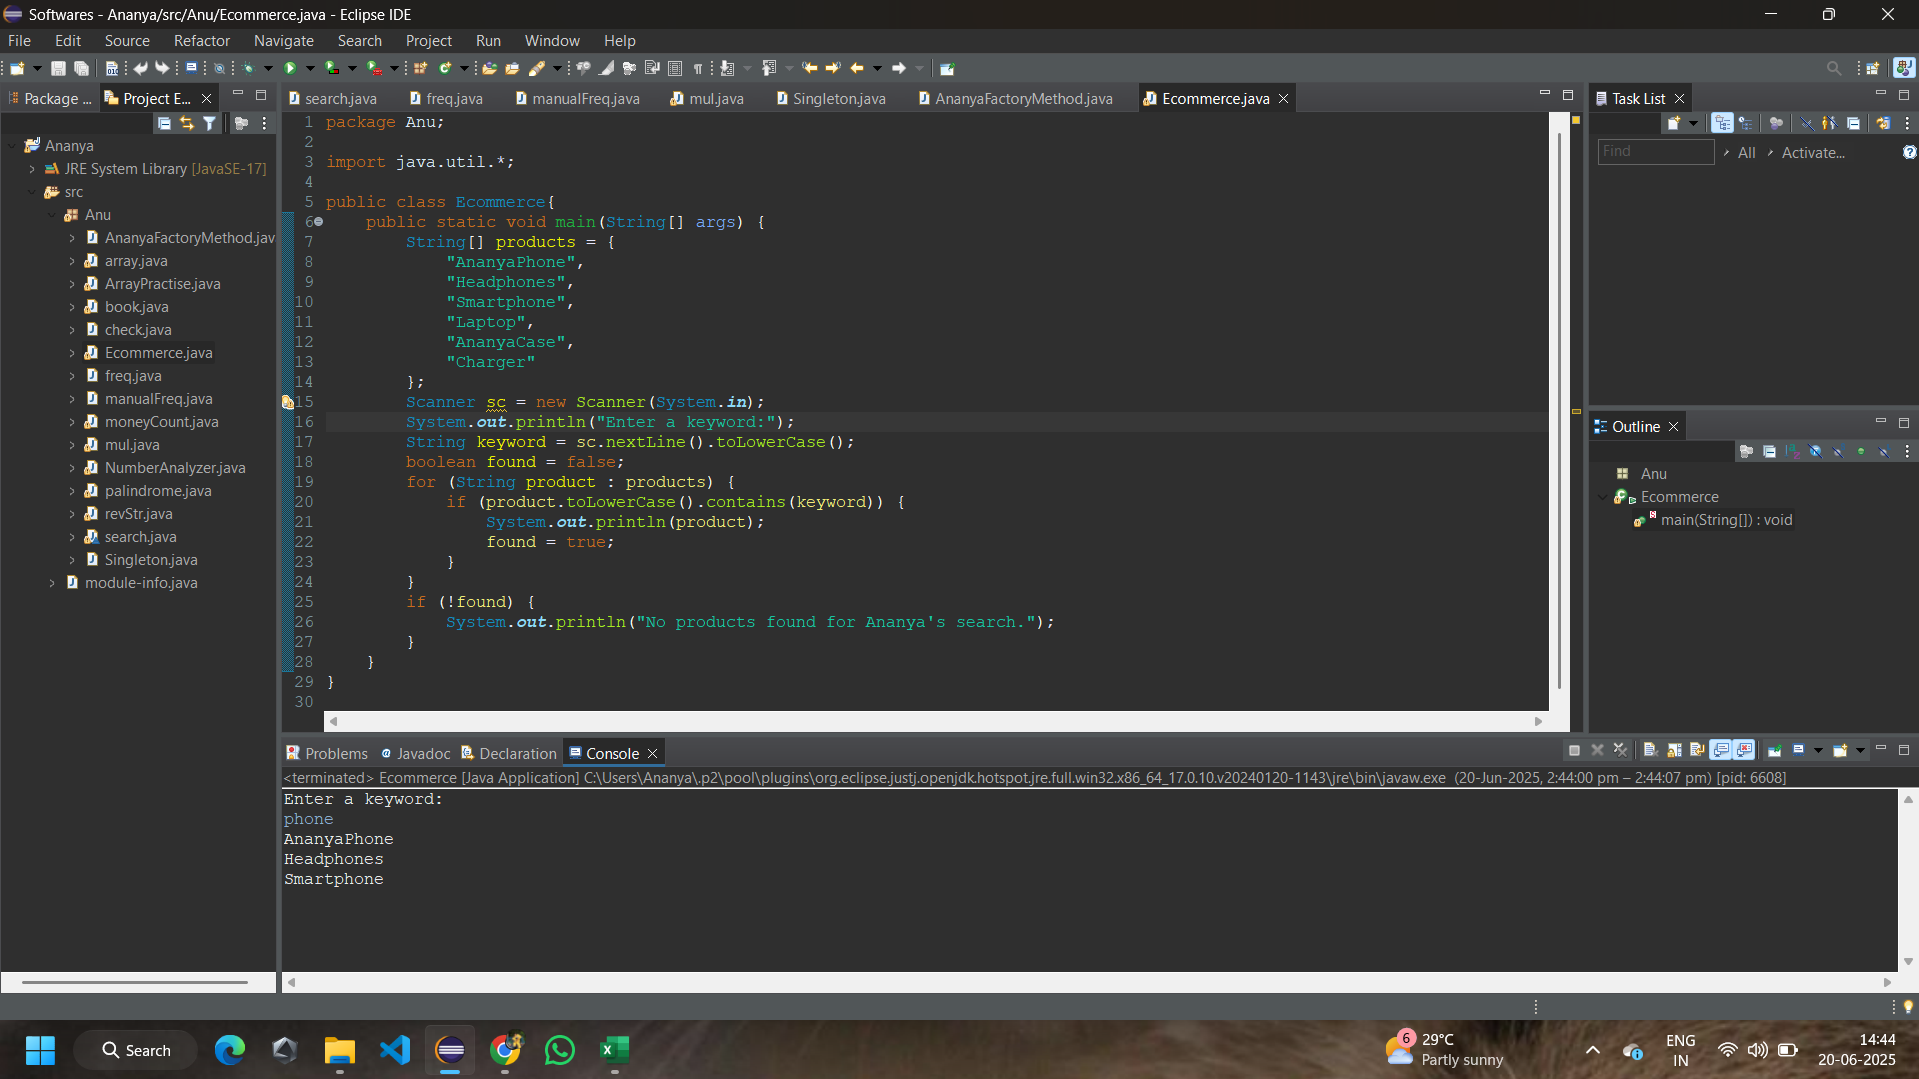 Softwares - Ananya/src/Anu/Ecommerce.java - Eclipse IDE
File Edit Source Refactor Navigate Search Project Run Window Help
Package ... Project E...
search.java freq.java manualFreq.java mul.java Singleton.java AnanyaFactoryMethod.java Ecommerce.java
Ananya
JRE System Library [JavaSE-17]
src
Anu
AnanyaFactoryMethod.jav
array.java
ArrayPractise.java
book.java
check.java
Ecommerce.java
freq.java
manualFreq.java
moneyCount.java
mul.java
NumberAnalyzer.java
palindrome.java
revStr.java
search.java
Singleton.java
module-info.java
1 package Anu;
2
3 import java.util.*;
4
5 public class Ecommerce{
6 public static void main(String[] args) {
7 String[] products = {
8 "AnanyaPhone",
9 "Headphones",
10 "Smartphone",
11 "Laptop",
12 "AnanyaCase",
13 "Charger"
14 };
15 Scanner sc = new Scanner(System.in);
16 System.out.println("Enter a keyword:");
17 String keyword = sc.nextLine().toLowerCase();
18 boolean found = false;
19 for (String product : products) {
20 if (product.toLowerCase().contains(keyword)) {
21 System.out.println(product);
22 found = true;
23 }
24 }
25 if (!found) {
26 System.out.println("No products found for Ananya's search.");
27 }
28 }
29 }
30
Task List
Find All Activate...
Outline
Anu
Ecommerce
main(String[]) : void
Problems Javadoc Declaration Console
<terminated> Ecommerce [Java Application] C:\Users\Ananya\.p2\pool\plugins\org.eclipse.justj.openjdk.hotspot.jre.full.win32.x86_64_17.0.10.v20240120-1143\jre\bin\javaw.exe (20-Jun-2025, 2:44:00 pm – 2:44:07 pm) [pid: 6608]
Enter a keyword:
phone
AnanyaPhone
Headphones
Smartphone
Search
6
29°C
Partly sunny
ENG
IN
14:44
20-06-2025